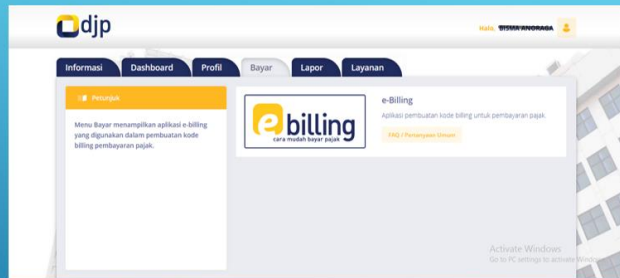 djp
Halo, BISMA ANORAGA
Informasi Dashboard Profil Bayar Lapor Layanan
Petunjuk
Menu Bayar menampilkan aplikasi e-billing
yang digunakan dalam pembuatan kode
billing pembayaran pajak.
e billing
cara mudah bayar pajak
e-Billing
Aplikasi pembuatan kode billing untuk pembayaran pajak.
FAQ / Pertanyaan Umum
Activate Windows
Go to PC settings to activate Windows